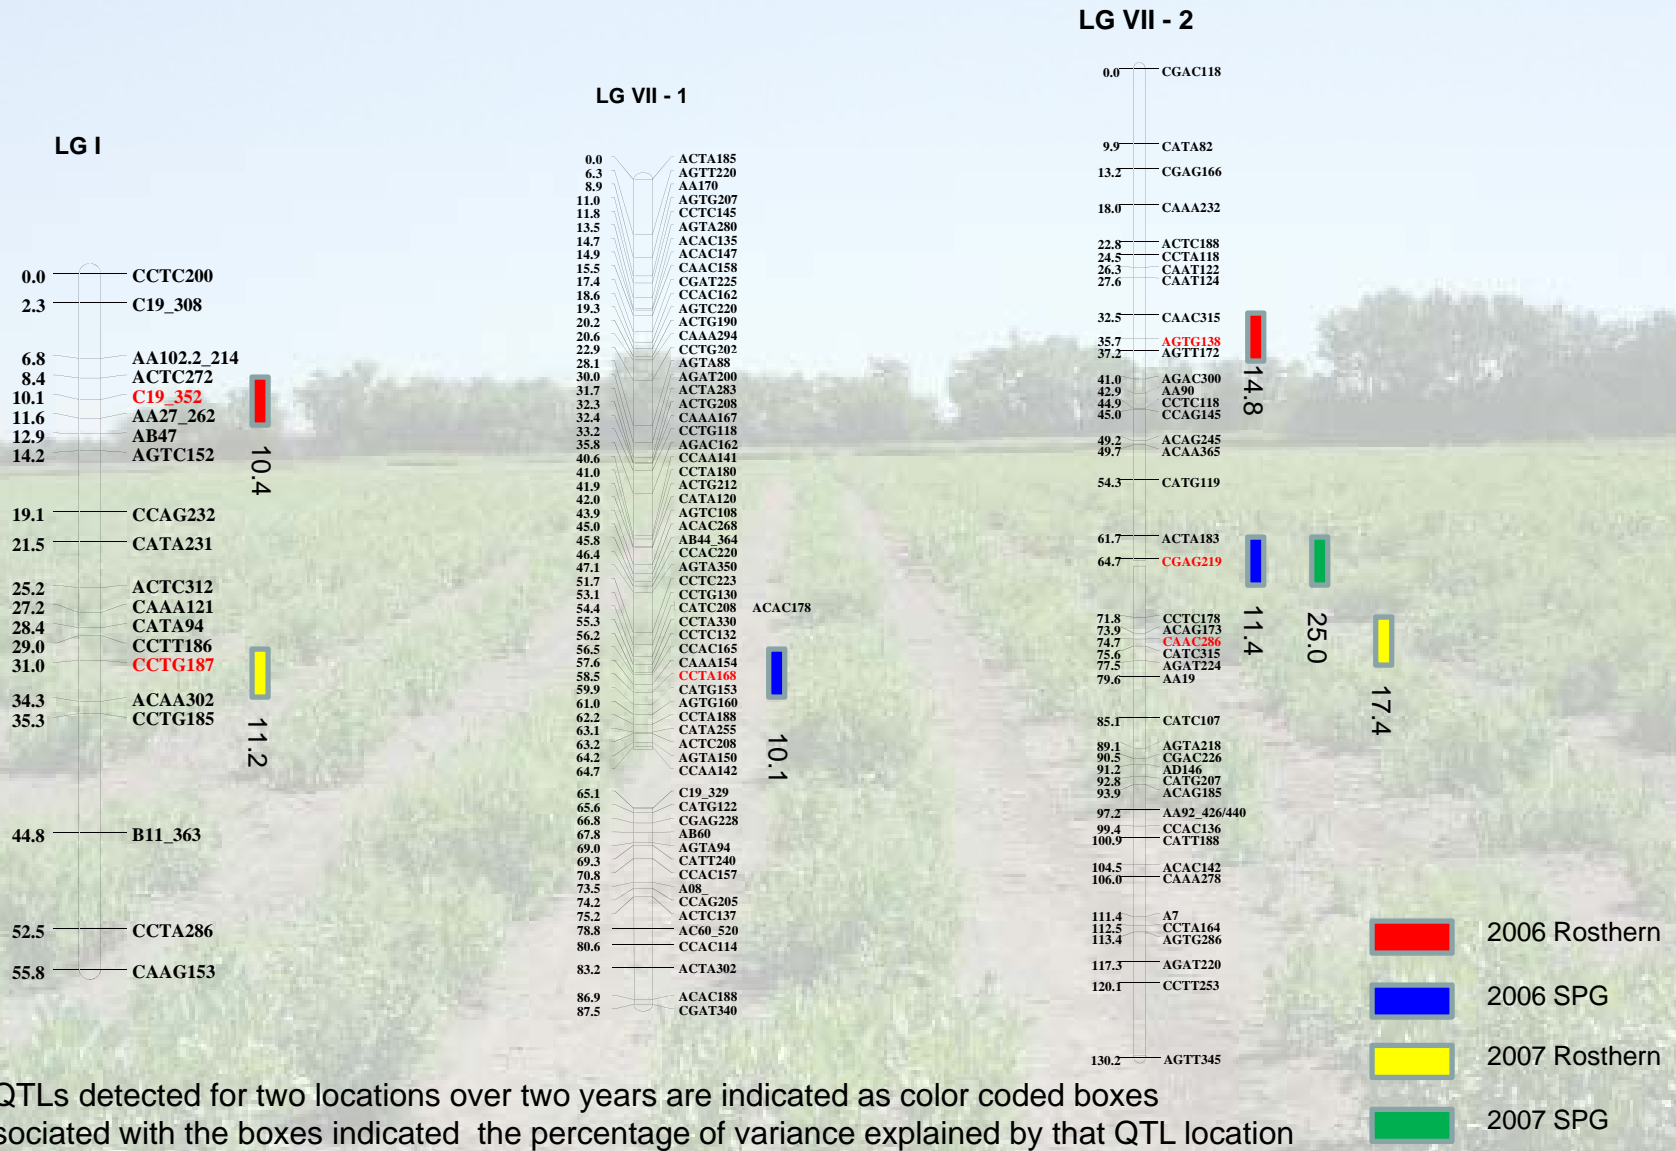 LG I
0.0 CCTC200
2.3 C19_308
6.8 AA102.2_214
8.4 ACTC272
10.1 C19_352
11.6 AA27_262
12.9 AB47
14.2 AGTC152
19.1 CCAG232
21.5 CATA231
25.2 ACTC312
27.2 CAAA121
28.4 CATA94
29.0 CCTT186
31.0 CCTG187
34.3 ACAA302
35.3 CCTG185
44.8 B11_363
52.5 CCTA286
55.8 CAAG153
10.4
11.2
LG VII - 1
0.0 ACTA185
6.3 AGTT220
8.9 AA170
11.0 AGTG207
11.8 CCTC145
13.5 AGTA280
14.7 ACAC135
14.9 ACAC147
15.5 CAAC158
17.4 CGAT225
18.6 CCAC162
19.3 AGTC220
20.2 ACTG190
20.6 CAAA294
22.9 CCTG202
28.1 AGTA88
30.0 AGAT200
31.7 ACTA283
32.3 ACTG208
32.4 CAAA167
33.2 CCTG118
35.8 AGAC162
40.6 CCAA141
41.0 CCTA180
41.9 ACTG212
42.0 CATA120
43.9 AGTC108
45.0 ACAC268
45.8 AB44_364
46.4 CCAC220
47.1 AGTA350
51.7 CCTC223
53.1 CCTG130
54.4 CATC208 ACAC178
55.3 CCTA330
56.2 CCTC132
56.5 CCAC165
57.6 CAAA154
58.5 CCTA168
59.9 CATG153
61.0 AGTG160
62.2 CCTA188
63.1 CATA255
63.2 ACTC208
64.2 AGTA150
64.7 CCAA142
65.1 C19_329
65.6 CATG122
66.8 CGAG228
67.8 AB60
69.0 AGTA94
69.3 CATT240
70.8 CCAC157
73.5 A08_
74.2 CCAG205
75.2 ACTC137
78.8 AC60_520
80.6 CCAC114
83.2 ACTA302
86.9 ACAC188
87.5 CGAT340
10.1
LG VII - 2
0.0 CGAC118
9.9 CATA82
13.2 CGAG166
18.0 CAAA232
22.8 ACTC188
24.5 CCTA118
26.3 CAAT122
27.6 CAAT124
32.5 CAAC315
35.7 AGTG138
37.2 AGTT172
41.0 AGAC300
42.9 AA90
44.9 CCTC118
45.0 CCAG145
49.2 ACAG245
49.7 ACAA365
54.3 CATG119
61.7 ACTA183
64.7 CGAG219
71.8 CCTC178
73.9 ACAG173
74.7 CAAC286
75.6 CATC315
77.5 AGAT224
79.6 AA19
85.1 CATC107
89.1 AGTA218
90.5 CGAC226
91.2 AD146
92.8 CATG207
93.9 ACAG185
97.2 AA92_426/440
99.4 CCAC136
100.9 CATT188
104.5 ACAC142
106.0 CAAA278
111.4 A7
112.5 CCTA164
113.4 AGTG286
117.3 AGAT220
120.1 CCTT253
130.2 AGTT345
14.8
11.4
25.0
17.4
2006 Rosthern
2006 SPG
2007 Rosthern
2007 SPG
QTLs detected for two locations over two years are indicated as color coded boxes
sociated with the boxes indicated the percentage of variance explained by that QTL location